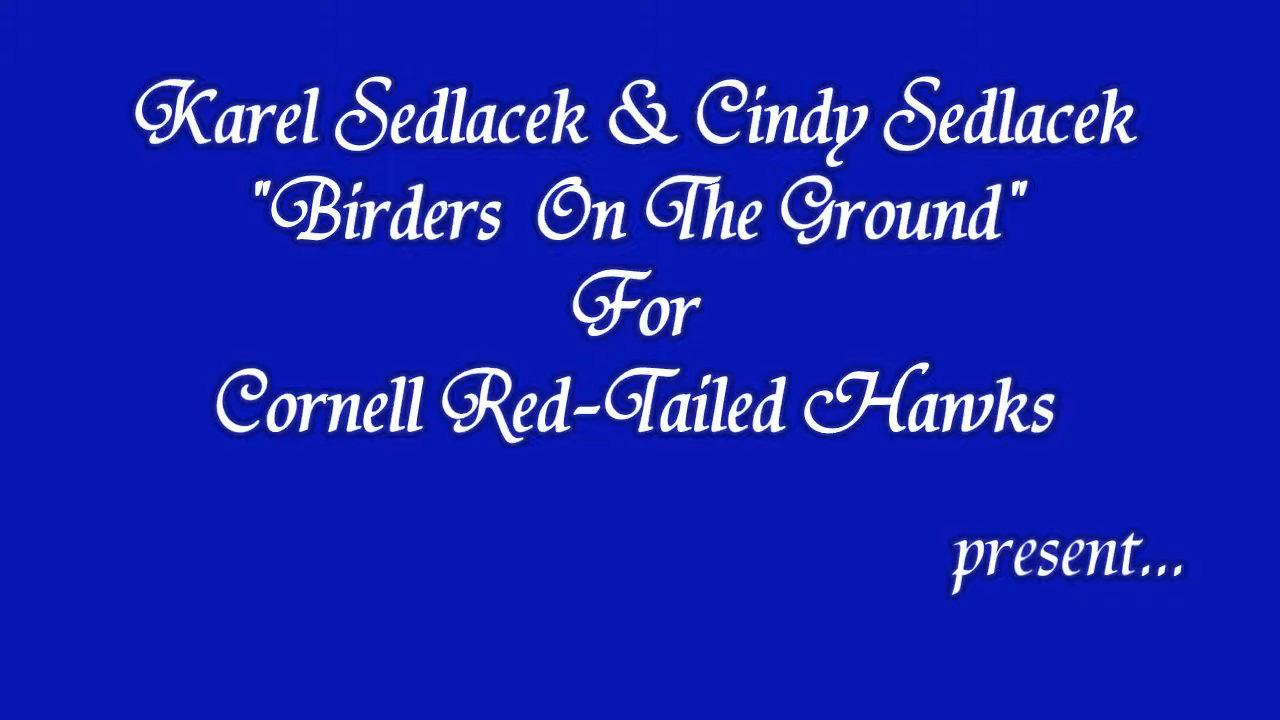 Karel Sedlacek & Cindy Sedlacek
"Birders On The Ground"
For
Cornell Red-Tailed Hawks
present...